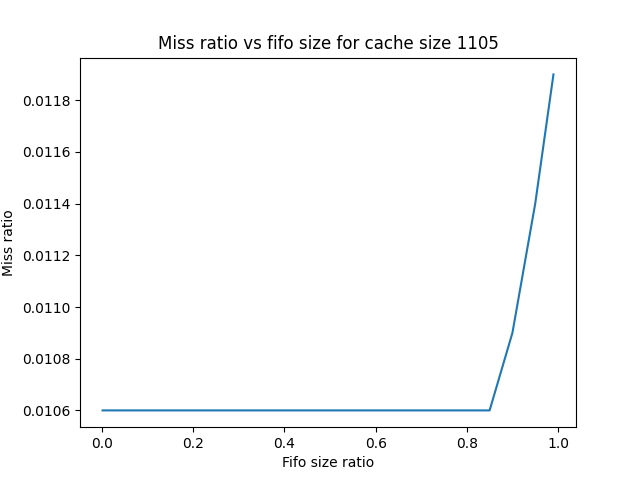 Miss ratio vs fifo size for cache size 1105
0.0118
0.0116
0.0114
0.0112
0.0110
0.0108
0.0106
Miss ratio
0.0 0.2 0.4 0.6 0.8 1.0
Fifo size ratio